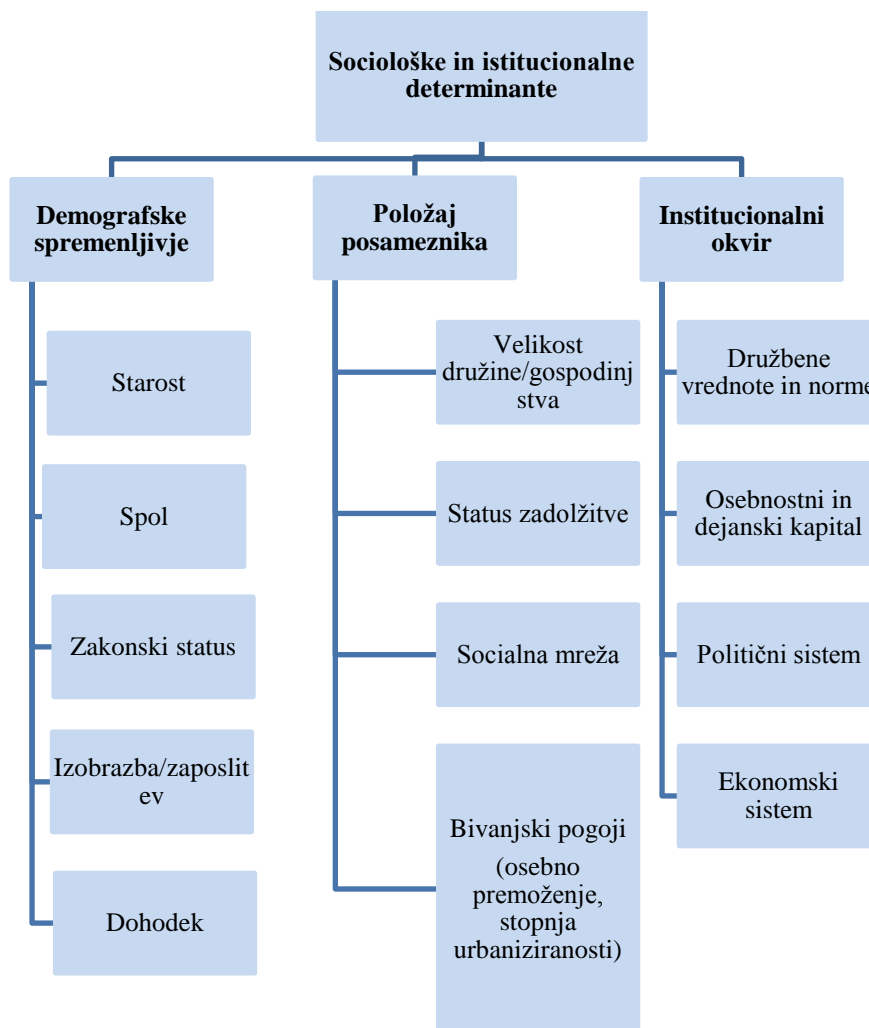 Sociološke in istitucionalne
determinante
Demografske
spremenljivje
Starost
Spol
Zakonski status
Izobrazba/zaposlit
ev
Dohodek
Položaj
posameznika
Velikost
družine/gospodinj
stva
Status zadolžitve
Socialna mreža
Bivanjski pogoji
(osebno
premoženje,
stopnja
urbaniziranosti)
Institucionalni
okvir
Družbene
vrednote in norme
Osebnostni in
dejanski kapital
Politični sistem
Ekonomski
sistem